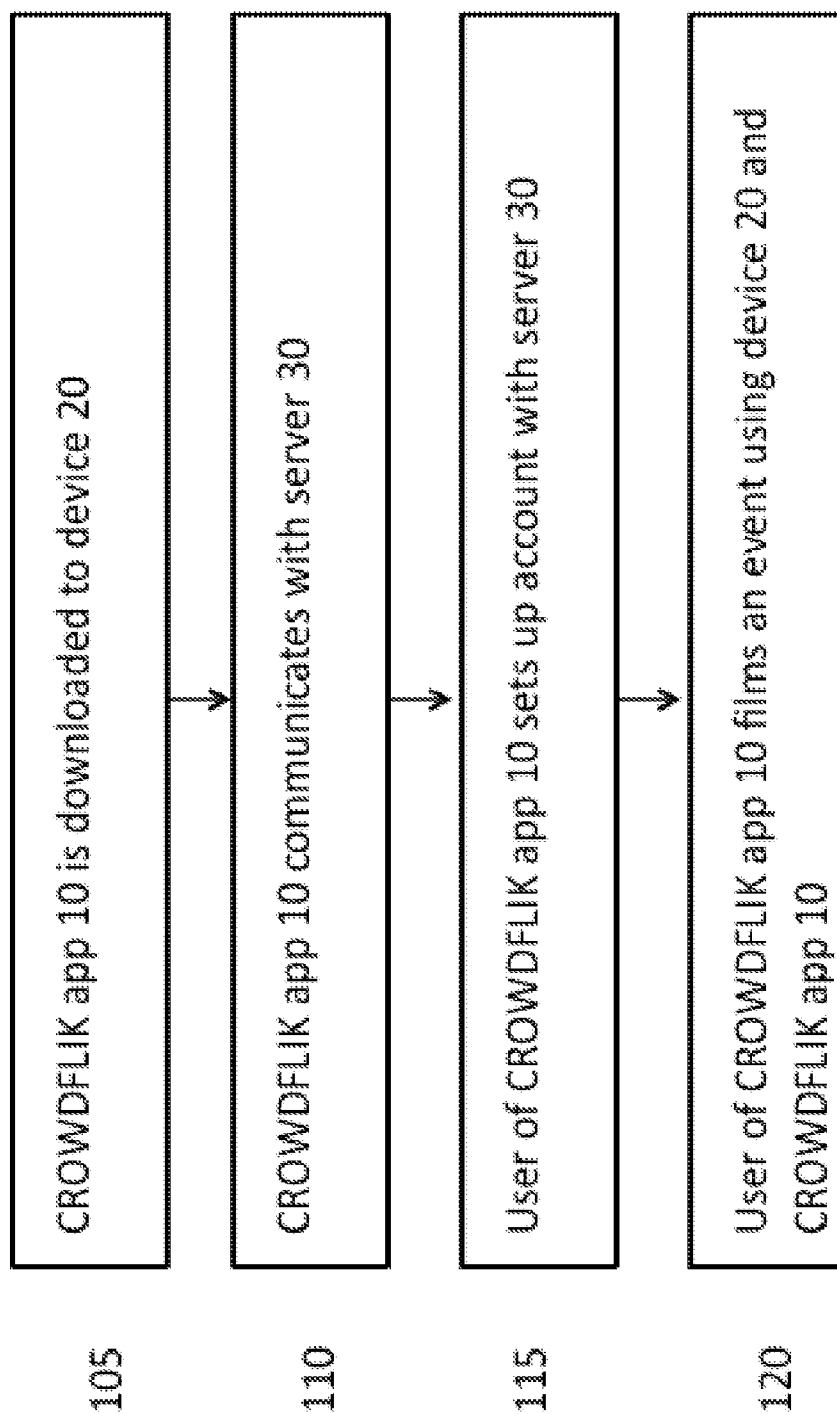 105
CROWDFLIK app 10 is downloaded to device 20
110
CROWDFLIK app 10 communicates with server 30
115
User of CROWDFLIK app 10 sets up account with server 30
120
User of CROWDFLIK app 10 films an event using device 20 and
CROWDFLIK app 10